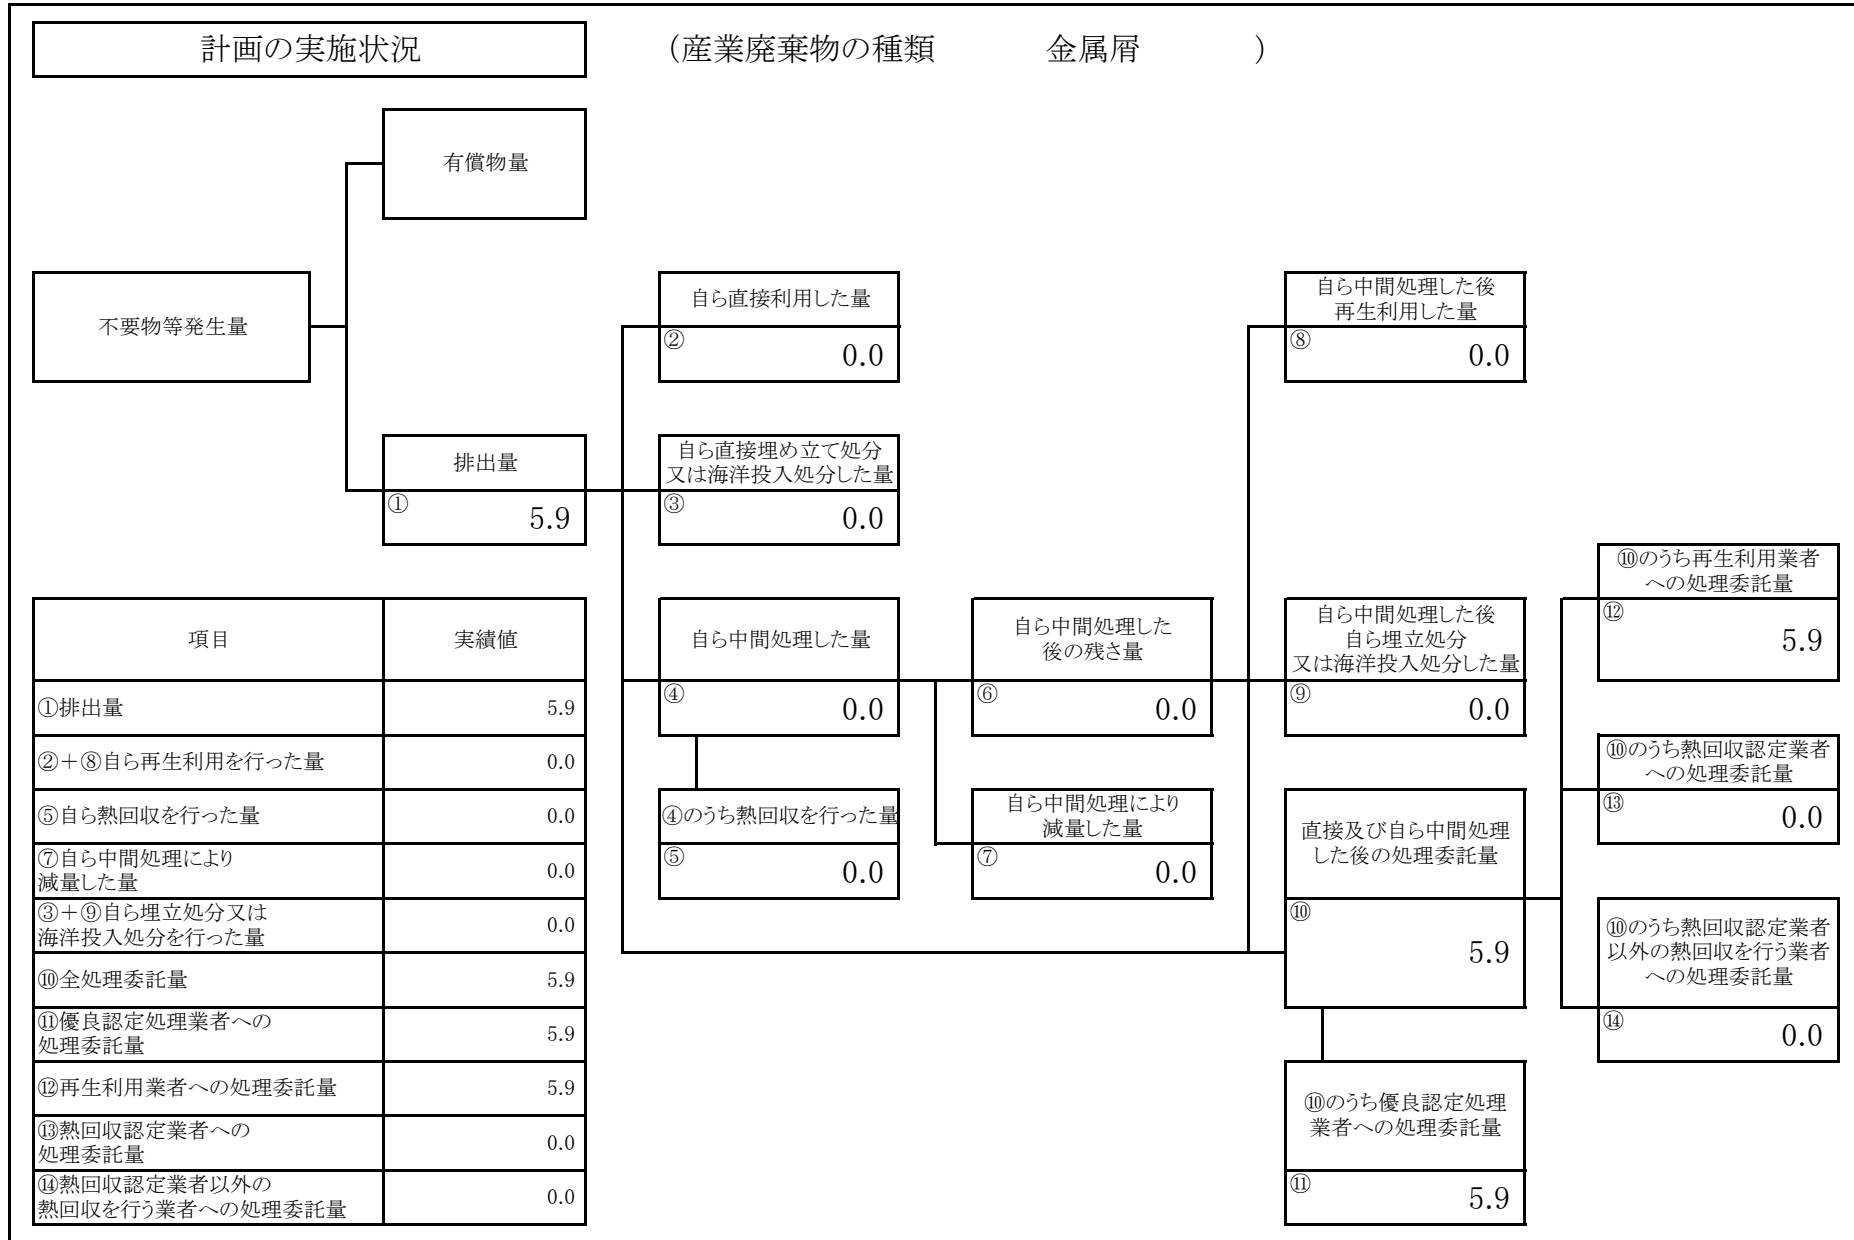 計画の実施状況
（産業廃棄物の種類　金属屑　）
有償物量
不要物等発生量
排出量
①
5.9
自ら直接利用した量
②
0.0
自ら直接埋め立て処分
又は海洋投入処分した量
③
0.0
自ら中間処理した量
④
0.0
④のうち熱回収を行った量
⑤
0.0
自ら中間処理した
後の残さ量
⑥
0.0
自ら中間処理により
減量した量
⑦
0.0
自ら中間処理した後
再生利用した量
⑧
0.0
自ら中間処理した後
自ら埋立処分
又は海洋投入処分した量
⑨
0.0
直接及び自ら中間処理
した後の処理委託量
⑩
5.9
⑩のうち優良認定処理
業者への処理委託量
⑪
5.9
⑩のうち再生利用業者
への処理委託量
⑫
5.9
⑩のうち熱回収認定業者
への処理委託量
⑬
0.0
⑩のうち熱回収認定業者
以外の熱回収を行う業者
への処理委託量
⑭
0.0
項目 実績値
①排出量 5.9
②＋⑧自ら再生利用を行った量 0.0
⑤自ら熱回収を行った量 0.0
⑦自ら中間処理により
減量した量 0.0
③＋⑨自ら埋立処分又は
海洋投入処分を行った量 0.0
⑩全処理委託量 5.9
⑪優良認定処理業者への
処理委託量 5.9
⑫再生利用業者への処理委託量 5.9
⑬熱回収認定業者への
処理委託量 0.0
⑭熱回収認定業者以外の
熱回収を行う業者への処理委託量 0.0